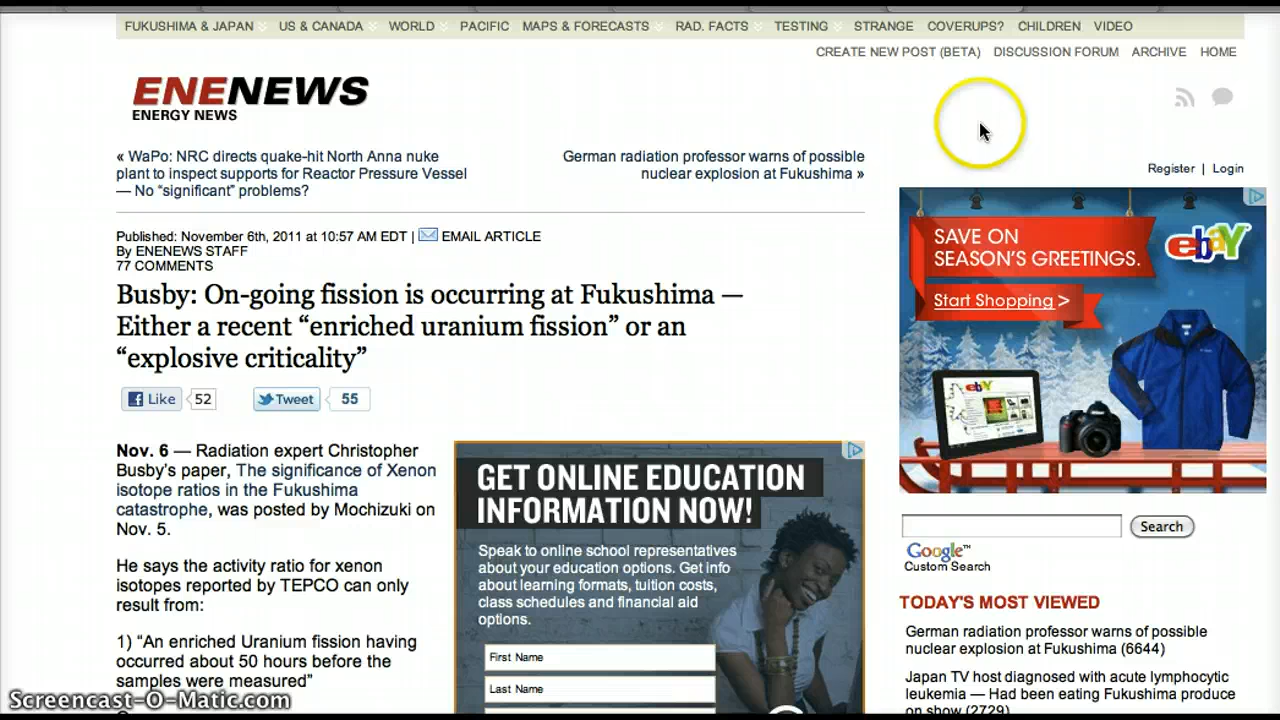 FUKUSHIMA & JAPAN US & CANADA WORLD PACIFIC MAPS & FORECASTS RAD. FACTS TESTING STRANGE COVERUPS? CHILDREN VIDEO
CREATE NEW POST (BETA) DISCUSSION FORUM ARCHIVE HOME
ENENEWS
ENERGY NEWS
« WaPo: NRC directs quake-hit North Anna nuke
plant to inspect supports for Reactor Pressure Vessel
— No “significant” problems?
German radiation professor warns of possible
nuclear explosion at Fukushima »
Register | Login
Published: November 6th, 2011 at 10:57 AM EDT | EMAIL ARTICLE
By ENENEWS STAFF
77 COMMENTS
Busby: On-going fission is occurring at Fukushima —
Either a recent “enriched uranium fission” or an
“explosive criticality”
Like 52 Tweet 55
Nov. 6 — Radiation expert Christopher
Busby’s paper, The significance of Xenon
isotope ratios in the Fukushima
catastrophe, was posted by Mochizuki on
Nov. 5.
He says the activity ratio for xenon
isotopes reported by TEPCO can only
result from:
1) “An enriched Uranium fission having
occurred about 50 hours before the
samples were measured”
GET ONLINE EDUCATION
INFORMATION NOW!
Speak to online school representatives
about your education options. Get info
about learning formats, tuition costs,
class schedules and financial aid
options.
First Name
Last Name
SAVE ON
SEASON'S GREETINGS.
ebaY
Start Shopping >
ebaY
Search
Google™
Custom Search
TODAY'S MOST VIEWED
German radiation professor warns of possible
nuclear explosion at Fukushima (6644)
Japan TV host diagnosed with acute lymphocytic
leukemia — Had been eating Fukushima produce
on show (2729)
Screencast-O-Matic.com